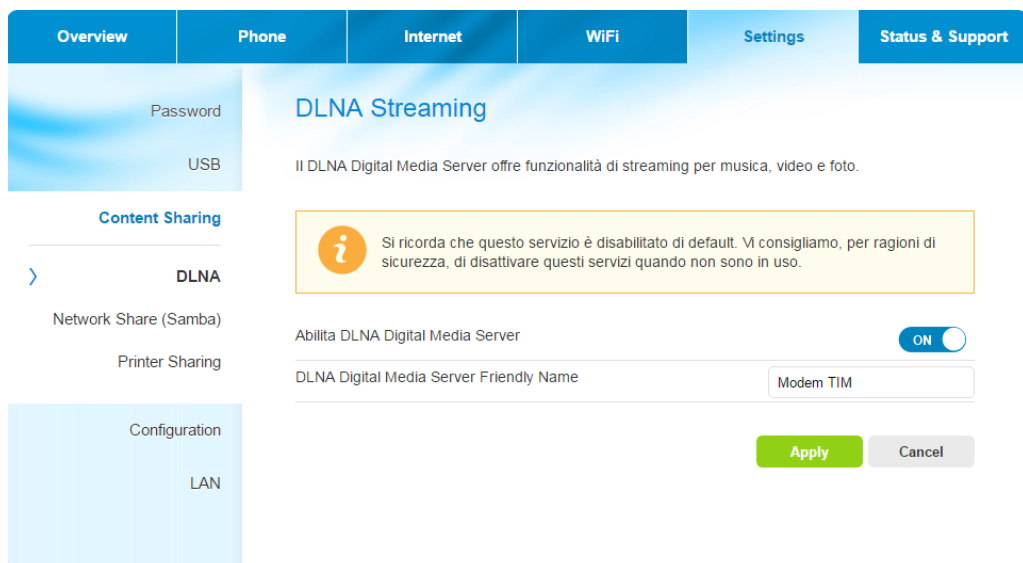 Overview Phone Internet WiFi Settings Status & Support
Password
USB
Content Sharing
DLNA
Network Share (Samba)
Printer Sharing
Configuration
LAN
DLNA Streaming
Il DLNA Digital Media Server offre funzionalità di streaming per musica, video e foto.
Si ricorda che questo servizio è disabilitato di default. Vi consigliamo, per ragioni di
sicurezza, di disattivare questi servizi quando non sono in uso.
Abilita DLNA Digital Media Server ON
DLNA Digital Media Server Friendly Name Modem TIM
Apply Cancel